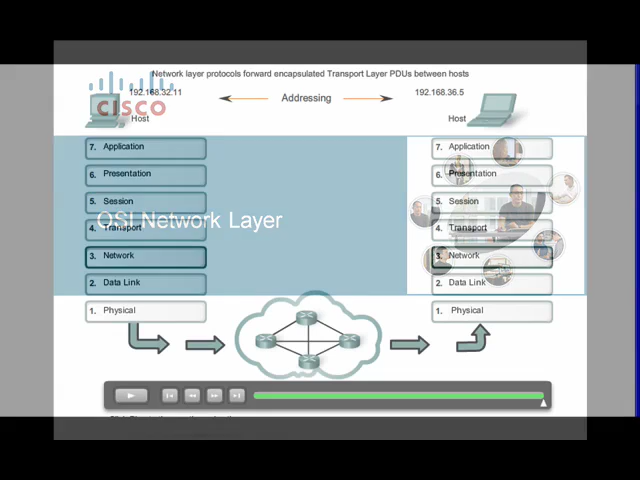 Network layer protocols forward encapsulated Transport Layer PDUs between hosts
192.168.32.11
Addressing
192.168.36.5
CISCO
Host
Host
7. Application
7. Application
6. Presentation
6. Presentation
5. Session
5. Session
OSI Network Layer
4. Transport
4. Transport
3. Network
3. Network
2. Data Link
2. Data Link
1. Physical
1. Physical